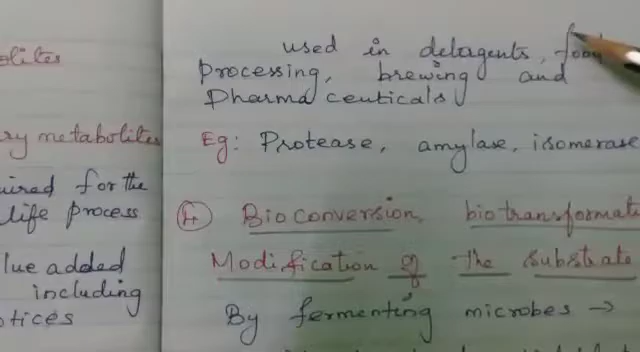 olites
ry metabolites
uired for the
life process
lue added
including
otices
used in detergents, food
processing, brewing and
Pharmaceuticals
Eg: Protease, amylase, isomerase
4 Bioconversion, biotransformati
Modification of the substrate
By fermenting microbes →